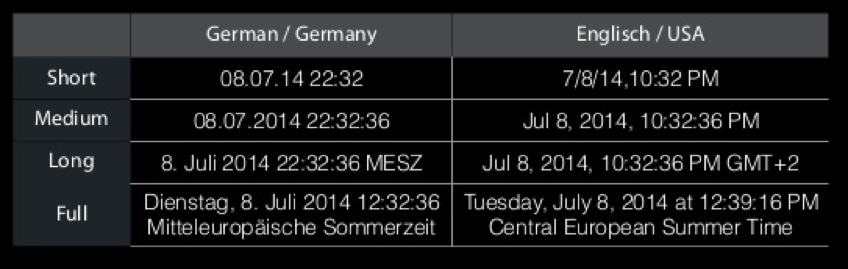 German / Germany Englisch / USA
Short 08.07.14 22:32 7/8/14,10:32 PM
Medium 08.07.2014 22:32:36 Jul 8, 2014, 10:32:36 PM
Long 8. Juli 2014 22:32:36 MESZ Jul 8, 2014, 10:32:36 PM GMT+2
Full Dienstag, 8. Juli 2014 12:32:36 Tuesday, July 8, 2014 at 12:39:16 PM
Mitteleuropäische Sommerzeit Central European Summer Time